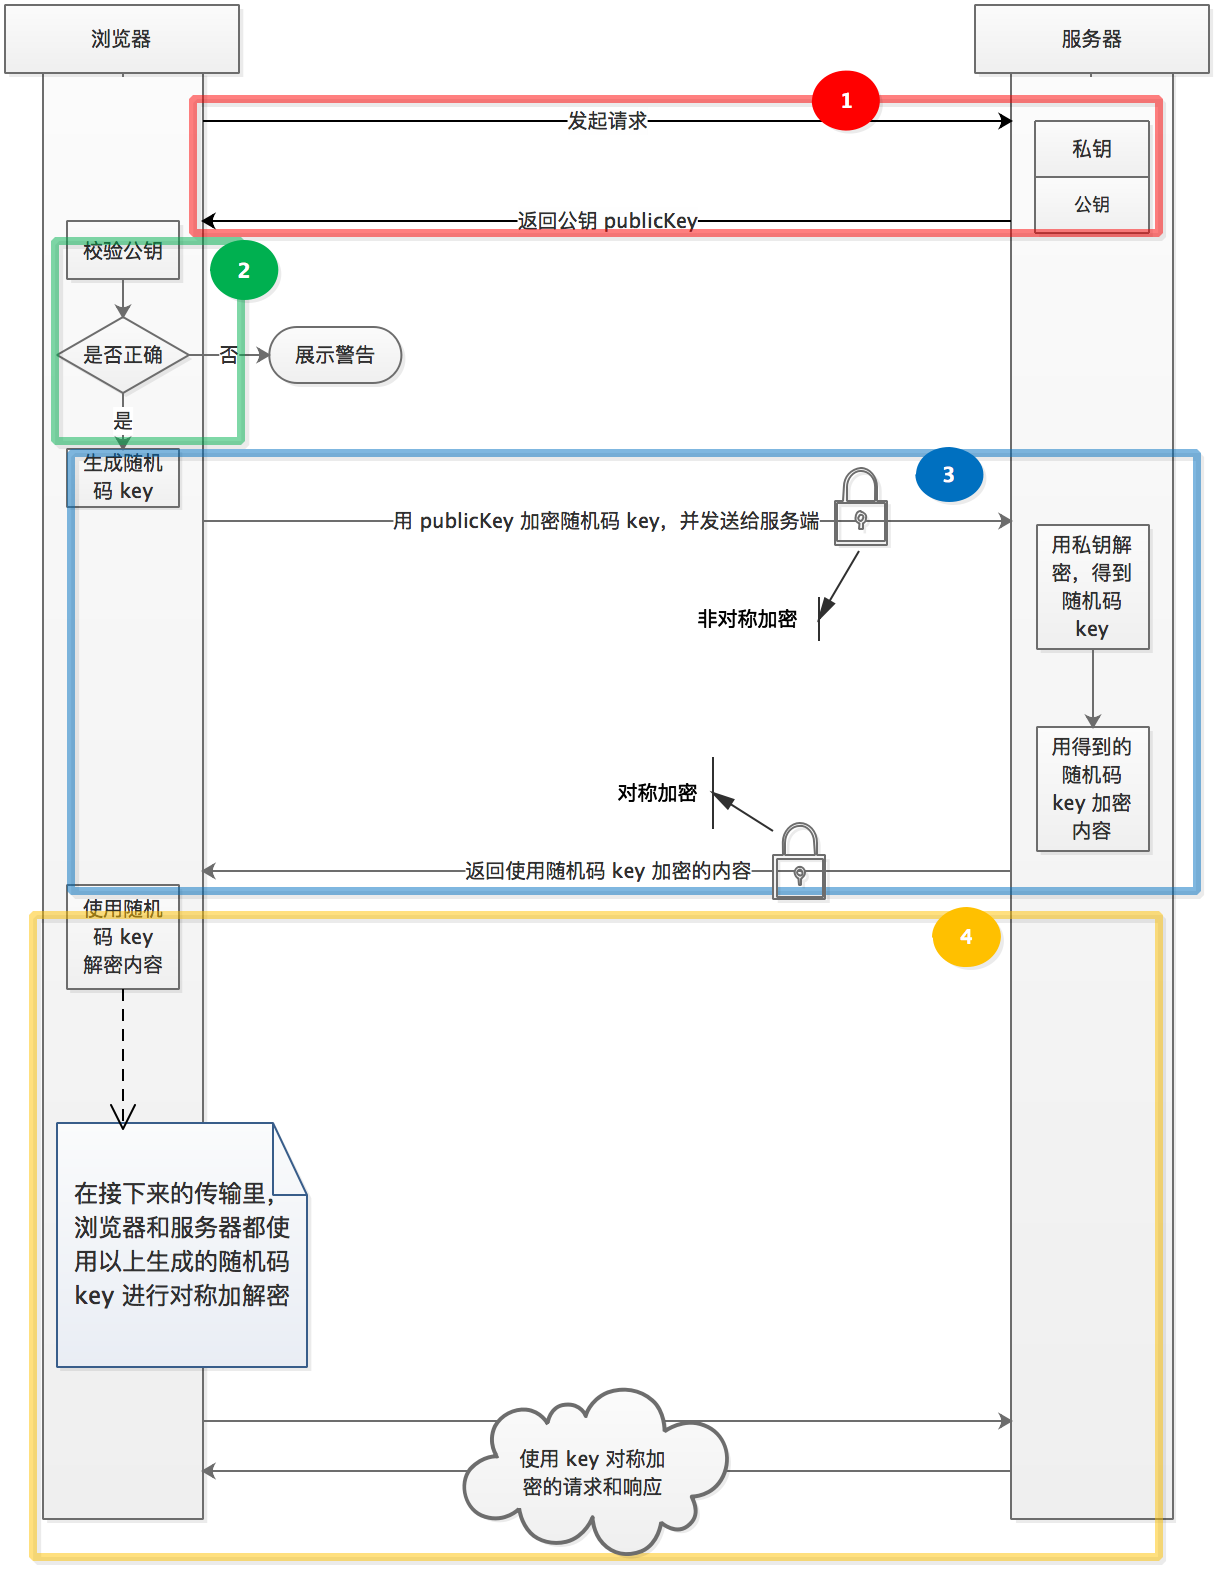 浏览器
服务器
1
发起请求
私钥
公钥
返回公钥 publicKey
校验公钥
2
是否正确
否
展示警告
是
生成随机
码 key
3
用 publicKey 加密随机码 key，并发送给服务端
用私钥解
密，得到
随机码
key
非对称加密
用得到的
随机码
key 加密
内容
对称加密
返回使用随机码 key 加密的内容
使用随机
码 key
解密内容
4
在接下来的传输里，
浏览器和服务器都使
用以上生成的随机码
key 进行对称加解密
使用 key 对称加
密的请求和响应